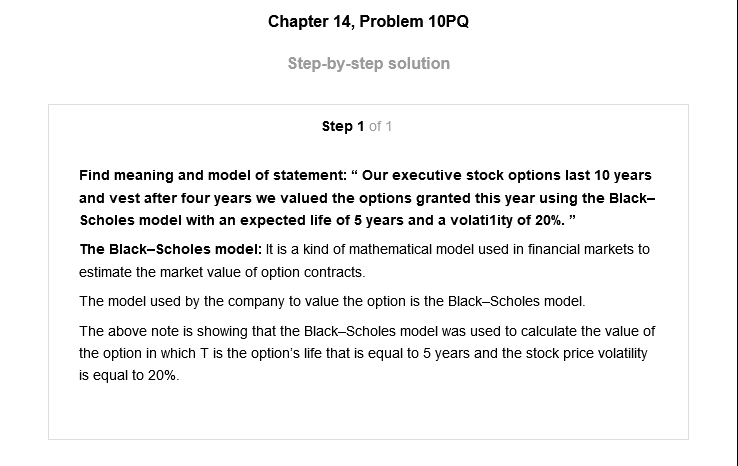 Chapter 14, Problem 10PQ
Step-by-step solution
Step 1 of 1
Find meaning and model of statement: “ Our executive stock options last 10 years
and vest after four years we valued the options granted this year using the Black–
Scholes model with an expected life of 5 years and a volati1ity of 20%. ”
The Black–Scholes model: It is a kind of mathematical model used in financial markets to
estimate the market value of option contracts.
The model used by the company to value the option is the Black–Scholes model.
The above note is showing that the Black–Scholes model was used to calculate the value of
the option in which T is the option’s life that is equal to 5 years and the stock price volatility
is equal to 20%.